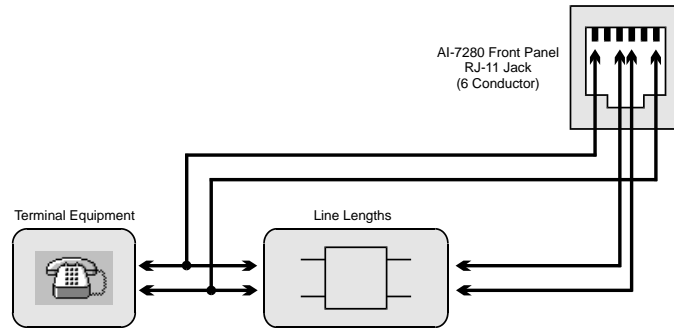 AI-7280 Front Panel
RJ-11 Jack
(6 Conductor)
Terminal Equipment
Line Lengths